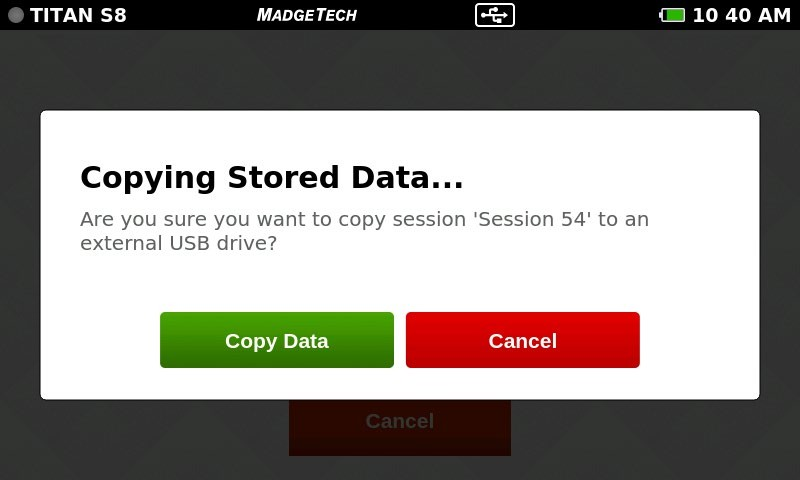 TITAN S8 MADGETECH 10 40 AM
Copying Stored Data...
Are you sure you want to copy session 'Session 54' to an
external USB drive?
Copy Data Cancel
Cancel